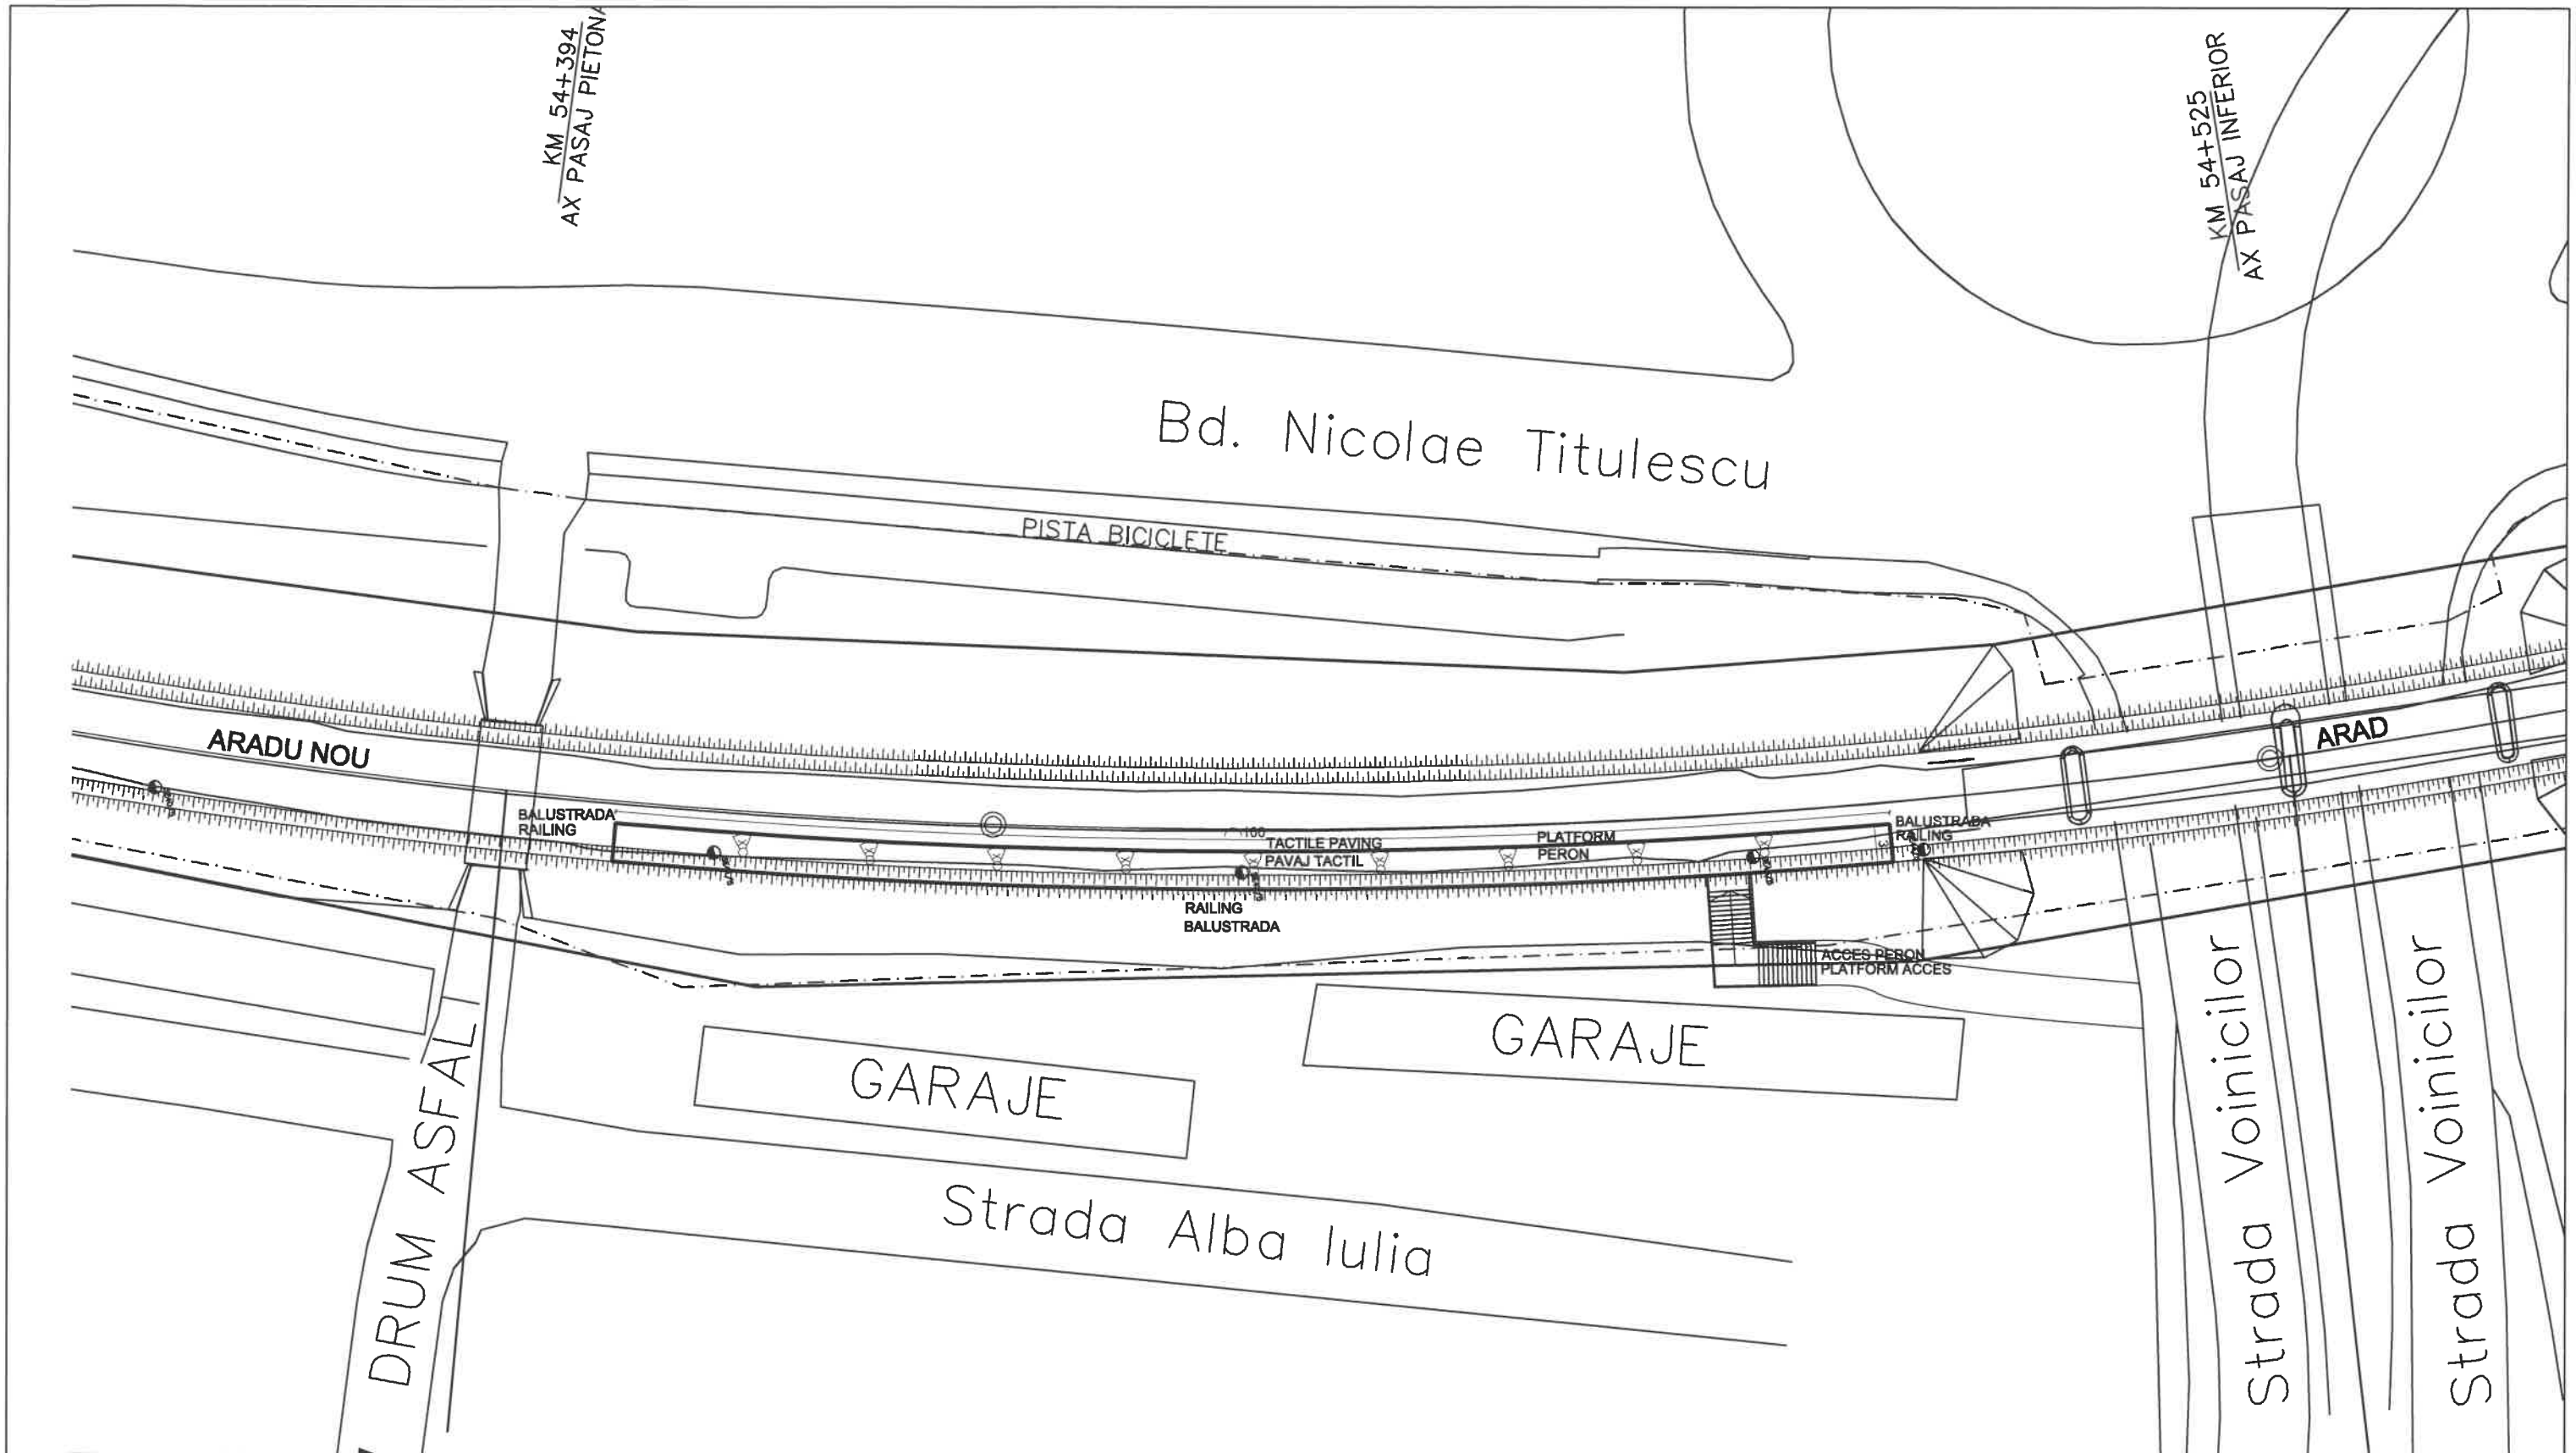 KM 54+394
AX PASAJ PIETONA
KM 54+525
AX PASAJ INFERIOR
Bd. Nicolae Titulescu
PISTA BICICLETE
ARADU NOU
ARAD
BALUSTRADA
RAILING
100
TACTILE PAVING
PAVAJ TACTIL
PLATFORM
PERON
3
BALUSTRADA
RAILING
RAILING
BALUSTRADA
ACCES PERON
PLATFORM ACCES
GARAJE
GARAJE
DRUM ASFAL
Strada Alba Iulia
Strada Voinicilor
Strada Voinicilor